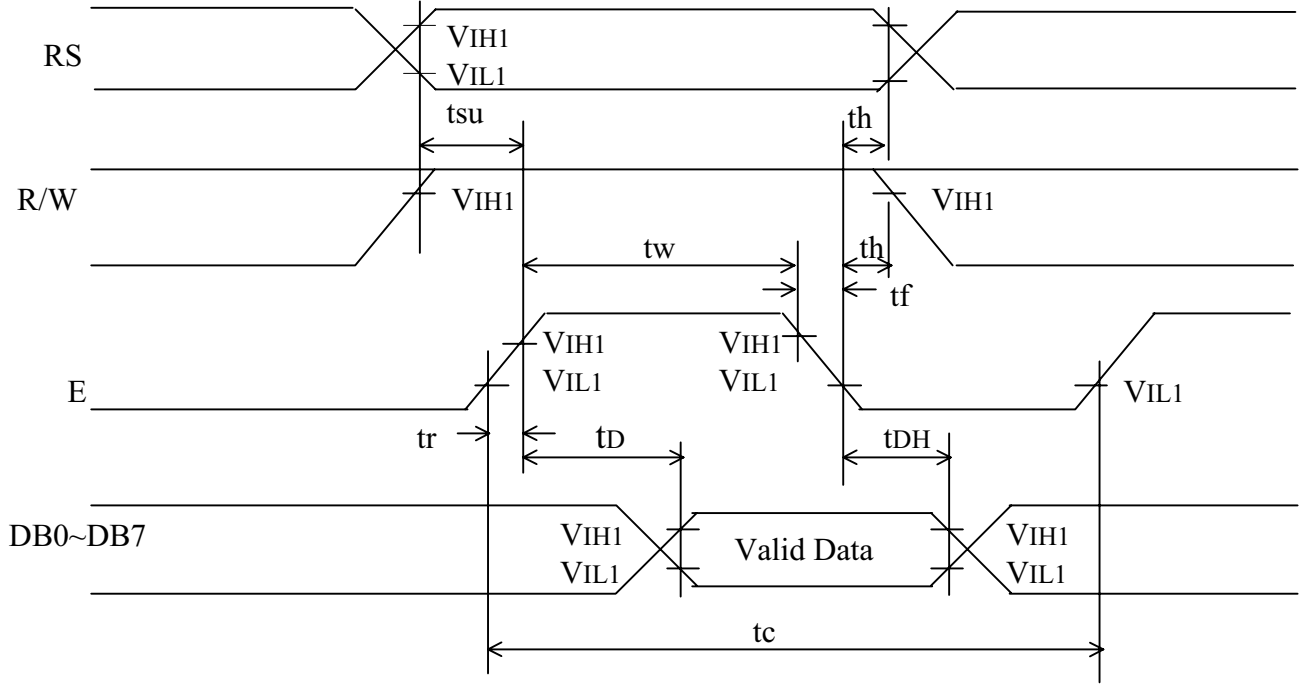 RS
VIH1
VIL1
tsu
th
R/W
VIH1
VIH1
tw
th
tf
E
VIH1
VIH1
VIL1
VIL1
VIL1
tr
tD
tDH
DB0~DB7
VIH1
Valid Data
VIH1
VIL1
VIL1
tc